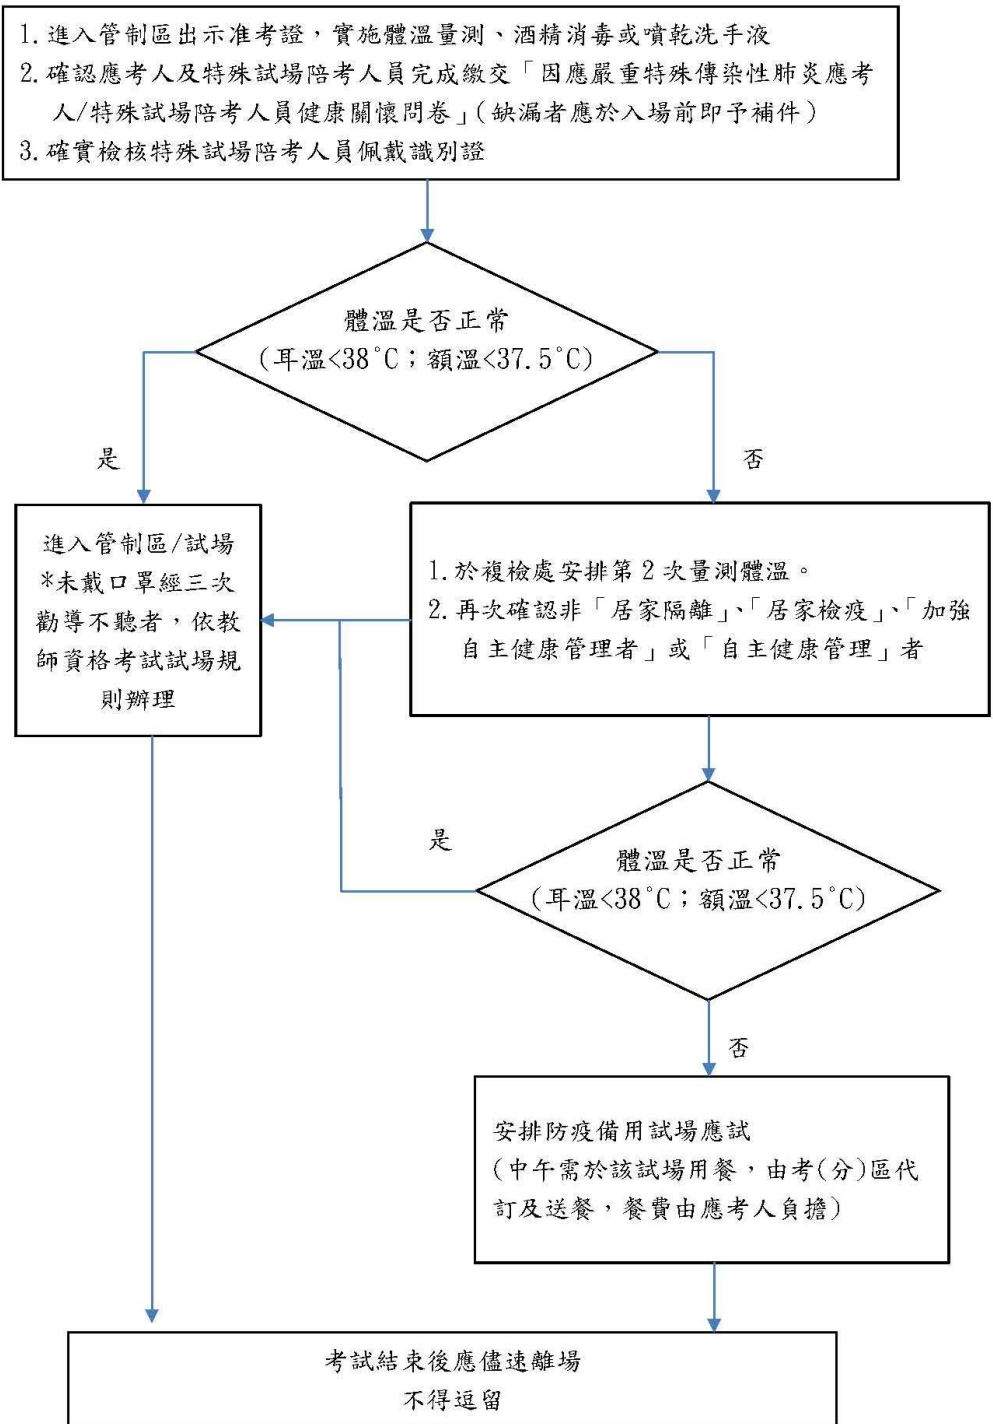 1.進入管制區出示准考證，實施體溫量測、酒精消毒或噴乾洗手液
2.確認應考人及特殊試場陪考人員完成繳交「因應嚴重特殊傳染性肺炎應考
人/特殊試場陪考人員健康關懷問卷」(缺漏者應於入場前即予補件)
3.確實檢核特殊試場陪考人員佩戴識別證
體溫是否正常
(耳溫<38°C；額溫<37.5°C)
是
否
進入管制區/試場
*未戴口罩經三次
勸導不聽者，依教
師資格考試試場規
則辦理
1.於複檢處安排第 2 次量測體溫。
2.再次確認非「居家隔離」、「居家檢疫」、「加強
自主健康管理者」或「自主健康管理」者
是
體溫是否正常
(耳溫<38°C；額溫<37.5°C)
否
安排防疫備用試場應試
(中午需於該試場用餐，由考(分)區代
訂及送餐，餐費由應考人負擔)
考試結束後應儘速離場
不得逗留